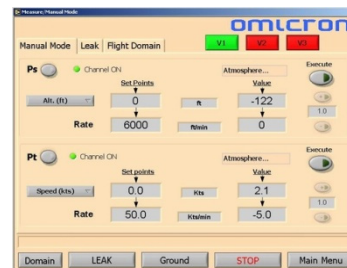 Measure/Manual Mode
omicron
Manual Mode Leak Flight Domain V1 V2 V3
Ps Channel ON Atmosphere... Execute
Set Points Value
Alt. (ft) 0 ft -122
1.0
Rate 6000 ft/min 0
Pt Channel ON Atmosphere... Execute
Set points Value
Speed (kts) 0.0 Kts 2.1
1.0
Rate 50.0 Kts/min -5.0
Domain LEAK Ground STOP Main Menu